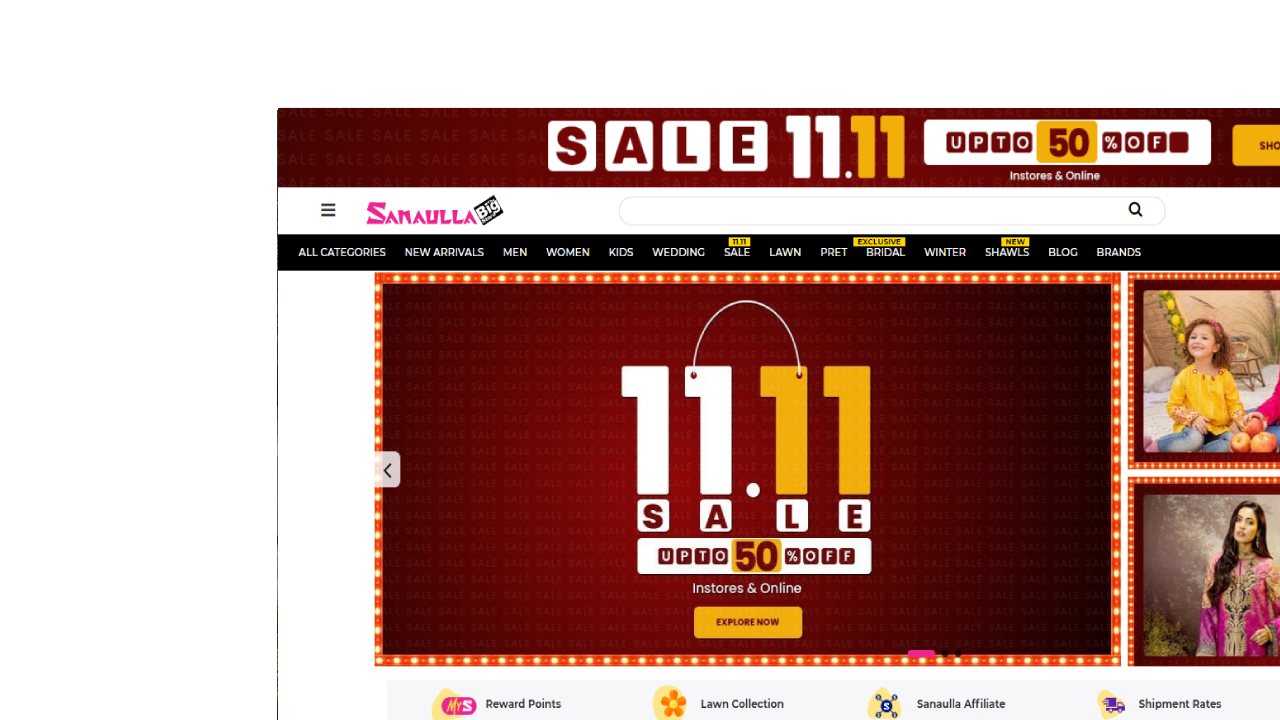 SALE 11.11 UPTO 50 % OF SHO
Instores & Online
SANAULLA Big
11.11 EXCLUSIVE NEW
ALL CATEGORIES NEW ARRIVALS MEN WOMEN KIDS WEDDING SALE LAWN PRET BRIDAL WINTER SHAWLS BLOG BRANDS
11.11
SALE
UPTO 50 % OFF
Instores & Online
EXPLORE NOW
MyS Reward Points Lawn Collection S Sanaulla Affiliate Shipment Rates